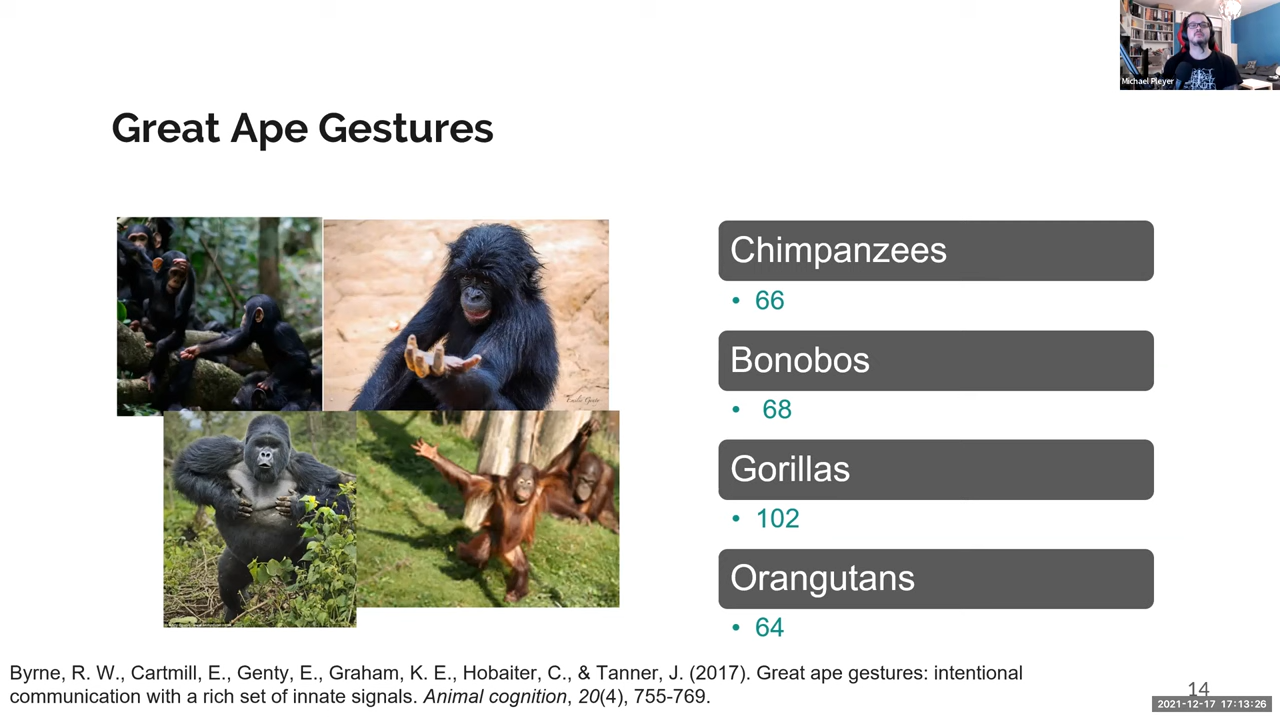 Michael Pleyer
Great Ape Gestures
Chimpanzees
• 66
Bonobos
• 68
Gorillas
• 102
Orangutans
• 64
Byrne, R. W., Cartmill, E., Genty, E., Graham, K. E., Hobaiter, C., & Tanner, J. (2017). Great ape gestures: intentional
communication with a rich set of innate signals. Animal cognition, 20(4), 755-769.
14
2021-12-17 17:13:26